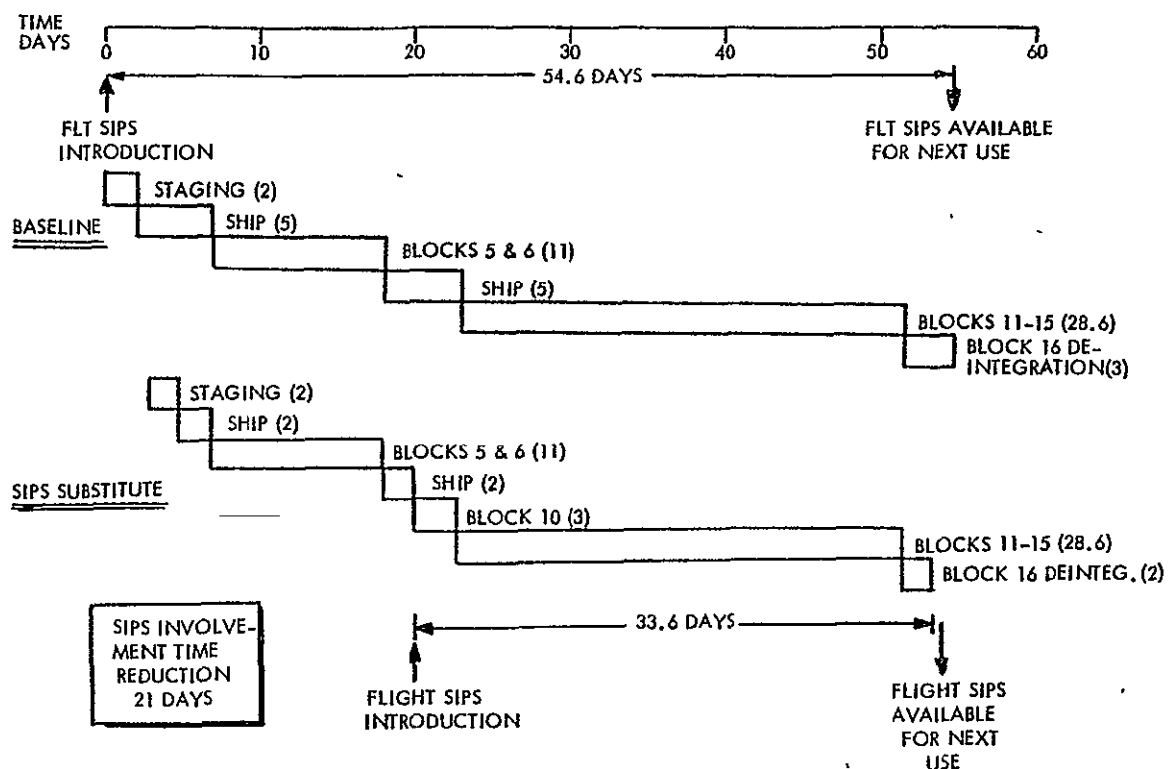 TIME
DAYS
0 10 20 30 40 50 60
54.6 DAYS
FLT SIPS
INTRODUCTION
FLT SIPS AVAILABLE
FOR NEXT USE
STAGING (2)
BASELINE
SHIP (5)
BLOCKS 5 & 6 (11)
SHIP (5)
BLOCKS 11-15 (28.6)
BLOCK 16 DE-
INTEGRATION(3)
STAGING (2)
SHIP (2)
BLOCKS 5 & 6 (11)
SIPS SUBSTITUTE
SHIP (2)
BLOCK 10 (3)
BLOCKS 11-15 (28.6)
BLOCK 16 DEINTEG. (2)
SIPS INVOLVE-
MENT TIME
REDUCTION
21 DAYS
33.6 DAYS
FLIGHT SIPS
INTRODUCTION
FLIGHT SIPS
AVAILABLE
FOR NEXT
USE